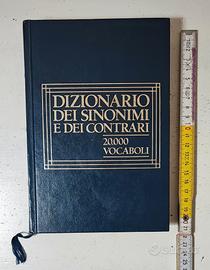 DIZIONARIO
DEI SINONIMI
E DEI CONTRARI
20.000
VOCABOLI